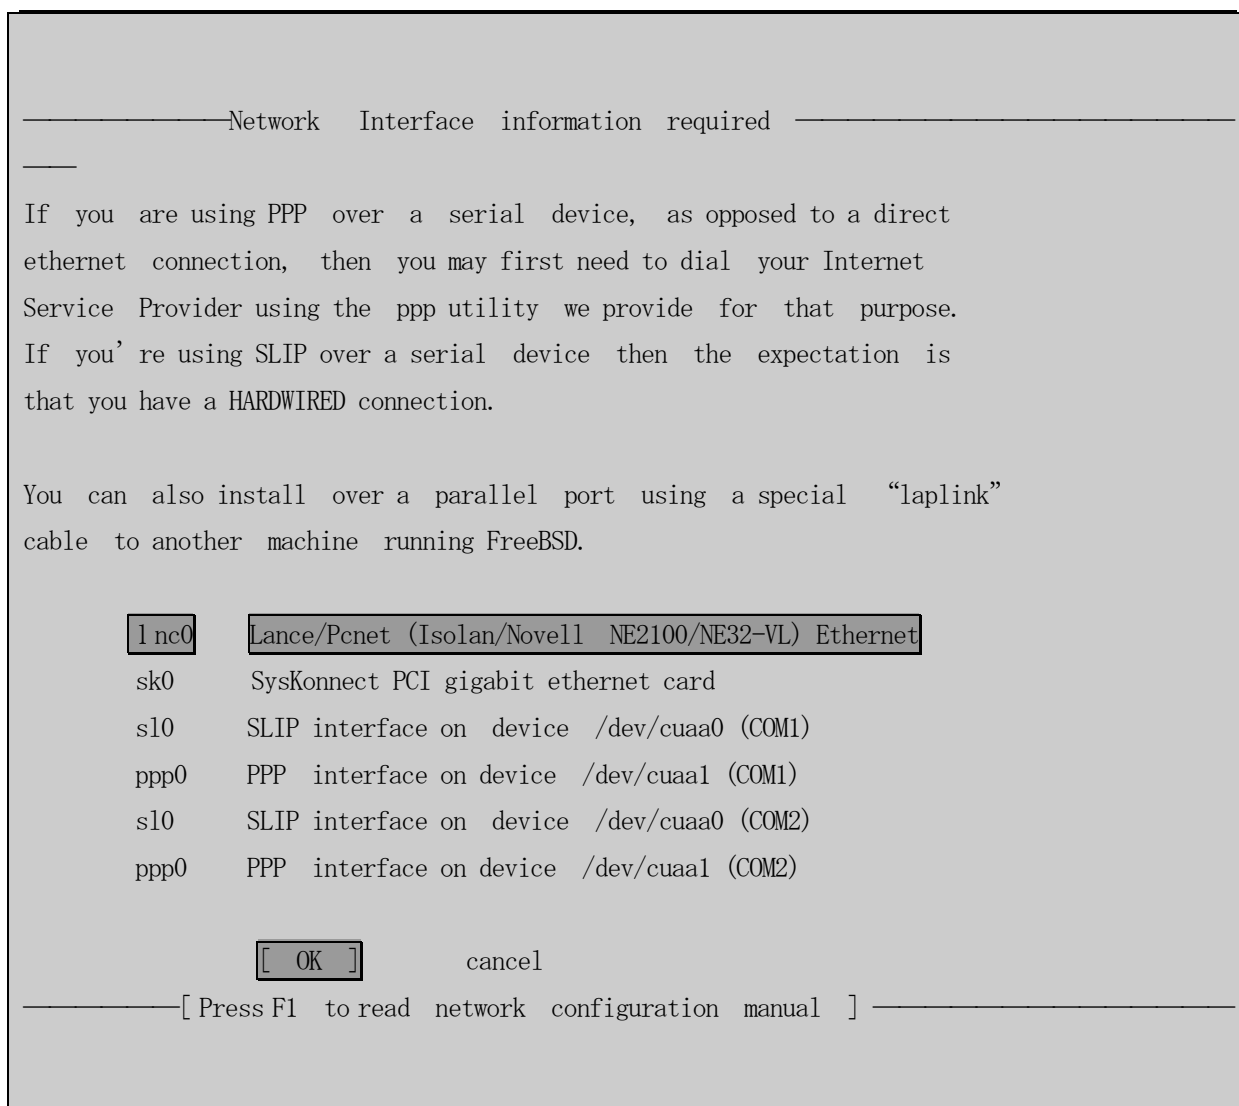 Network Interface information required
If you are using PPP over a serial device, as opposed to a direct
ethernet connection, then you may first need to dial your Internet
Service Provider using the ppp utility we provide for that purpose.
If you're using SLIP over a serial device then the expectation is
that you have a HARDWIRED connection.
You can also install over a parallel port using a special “laplink”
cable to another machine running FreeBSD.
lnc0 Lance/Pcnet (Isolan/Novell NE2100/NE32-VL) Ethernet
sk0 SysKonnect PCI gigabit ethernet card
sl0 SLIP interface on device /dev/cuaa0 (COM1)
ppp0 PPP interface on device /dev/cuaa1 (COM1)
sl0 SLIP interface on device /dev/cuaa0 (COM2)
ppp0 PPP interface on device /dev/cuaa1 (COM2)
[ OK ] cancel
[ Press F1 to read network configuration manual ]